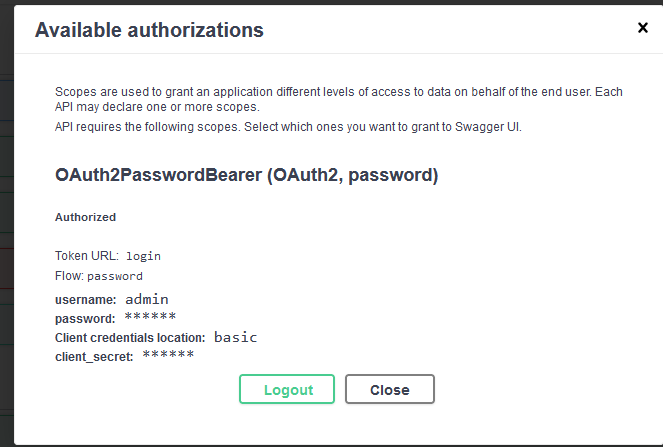 Available authorizations
Scopes are used to grant an application different levels of access to data on behalf of the end user. Each
API may declare one or more scopes.
API requires the following scopes. Select which ones you want to grant to Swagger UI.
OAuth2PasswordBearer (OAuth2, password)
Authorized
Token URL: login
Flow: password
username: admin
password: ******
Client credentials location: basic
client_secret: ******
Logout Close